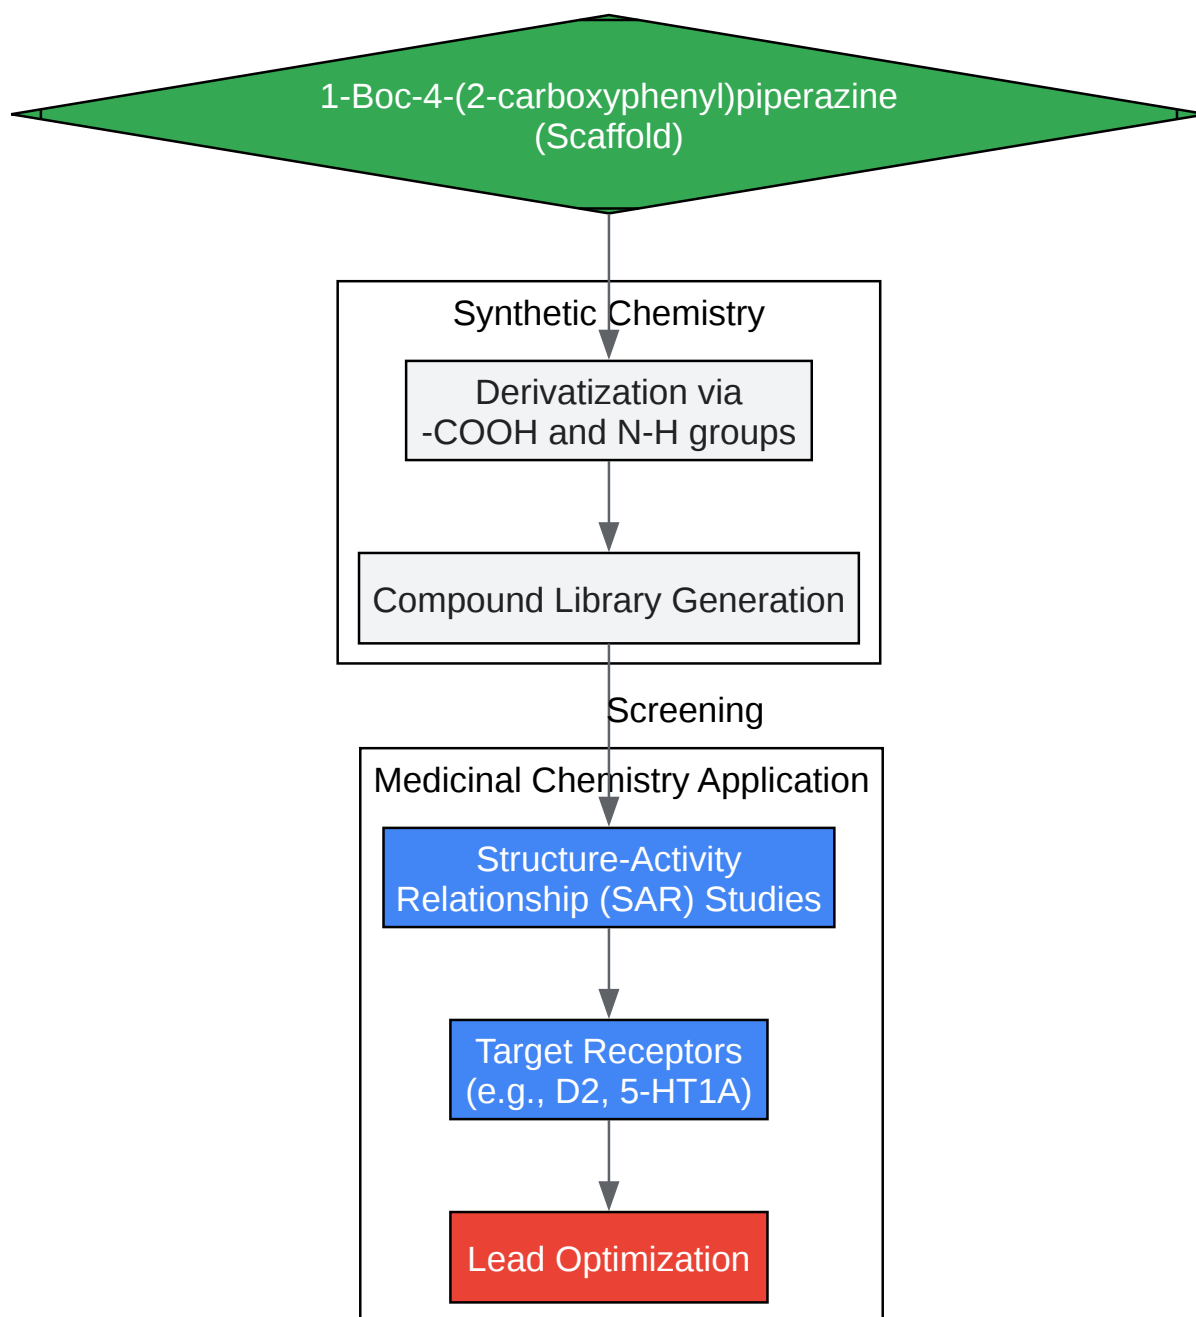 1-Boc-4-(2-carboxyphenyl)piperazine
(Scaffold)
Synthetic Chemistry
Derivatization via
-COOH and N-H groups
Compound Library Generation
Screening
Medicinal Chemistry Application
Structure-Activity
Relationship (SAR) Studies
Target Receptors
(e.g., D2, 5-HT1A)
Lead Optimization